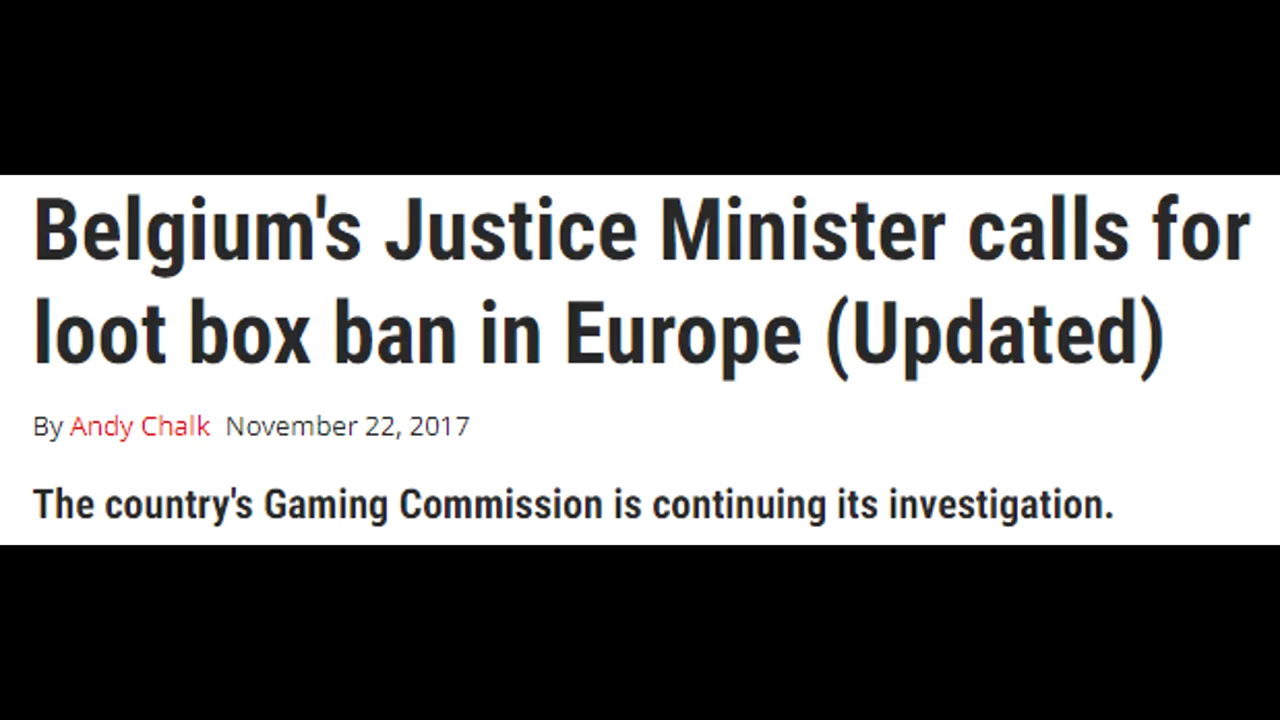 Belgium's Justice Minister calls for
loot box ban in Europe (Updated)
By Andy Chalk November 22, 2017
The country's Gaming Commission is continuing its investigation.